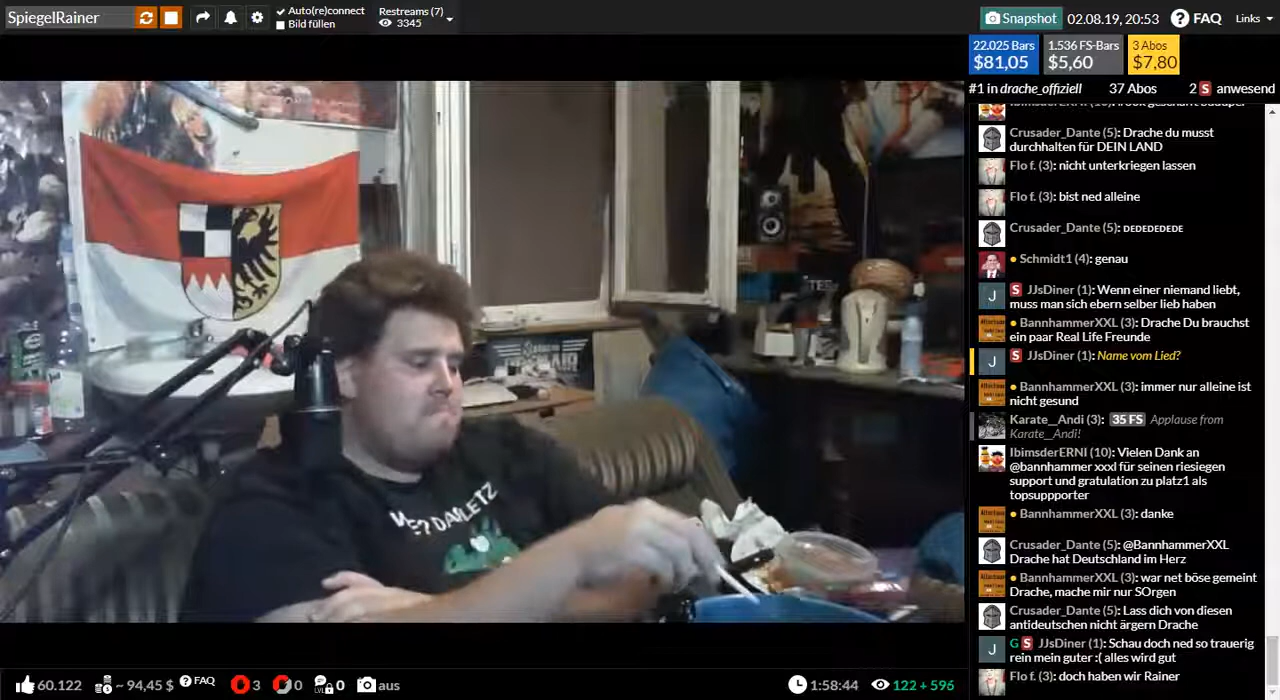 SpiegelRainer
Auto(re)connect
Bild füllen
Restreams (7)
3345
Snapshot
02.08.19, 20:53
FAQ
Links
22.025 Bars
$81,05
1.536 FS-Bars
$5,60
3 Abos
$7,80
#1 in drache_offiziell
37 Abos
2 S anwesend
Crusader_Dante (5): Drache du musst
durchhalten für DEIN LAND
Flo f. (3): nicht unterkriegen lassen
Flo f. (3): bist ned alleine
Crusader_Dante (5): DEDEDEDEDE
Schmidt1 (4): genau
J
S JJsDiner (1): Wenn einer niemand liebt,
muss man sich ebern selber lieb haben
BannhammerXXL (3): Drache Du brauchst
ein paar Real Life Freunde
J
S JJsDiner (1): Name vom Lied?
BannhammerXXL (3): immer nur alleine ist
nicht gesund
Karate__Andi (3): 35 FS Applause from
Karate__Andi!
IbimsderERNI (10): Vielen Dank an
@bannhammer xxxl für seinen riesiegen
support und gratulation zu platz1 als
topsuppporter
BannhammerXXL (3): danke
Crusader_Dante (5): @BannhammerXXL
Drache hat Deutschland im Herz
BannhammerXXL (3): war net böse gemeint
Drache, mache mir nur SOrgen
Crusader_Dante (5): Lass dich von diesen
antideutschen nicht ärgern Drache
J
G S JJsDiner (1): Schau doch ned so trauerig
rein mein guter :( alles wird gut
Flo f. (3): doch haben wir Rainer
60.122
~ 94,45 $
FAQ
3
0
LVL
0
aus
1:58:44
122 + 596